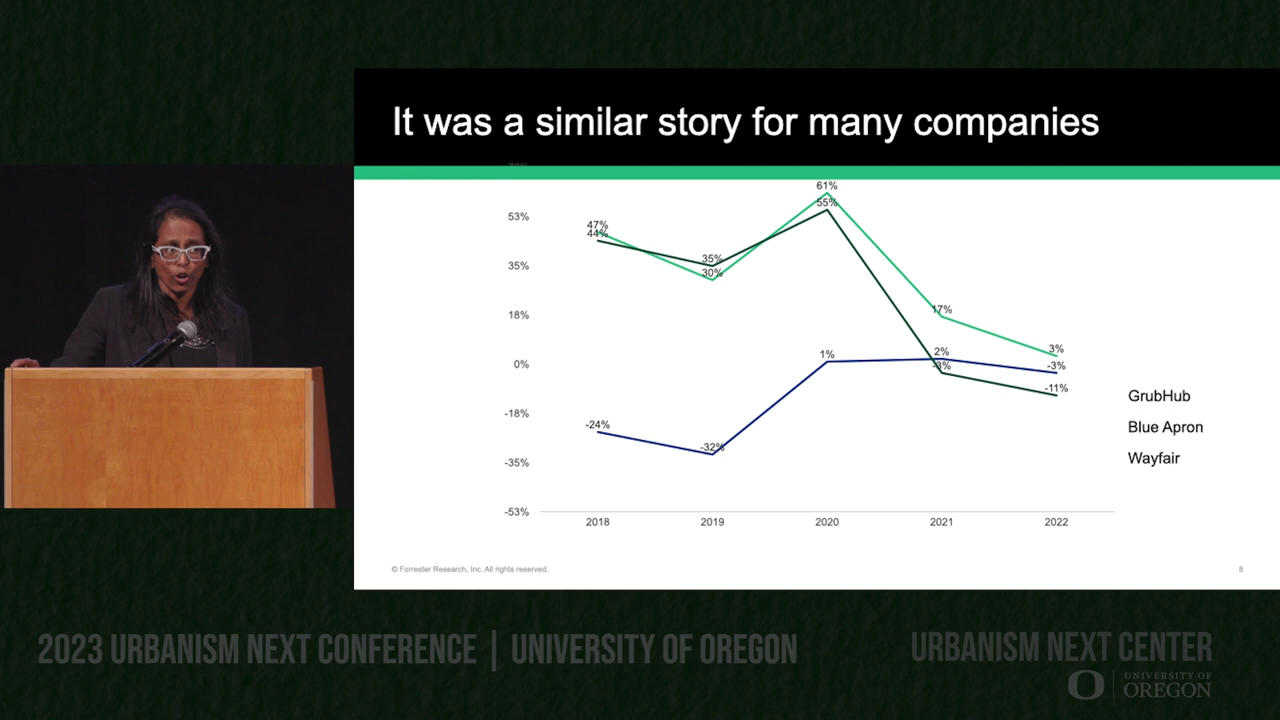 It was a similar story for many companies
70%
61%
53%
55%
47%
44%
35%
35%
30%
18%
17%
3%
2%
1%
0%
-3%
-3%
-11%
-18%
-24%
-32%
-35%
-53%
GrubHub
Blue Apron
Wayfair
2018 2019 2020 2021 2022
© Forrester Research, Inc. All rights reserved.
8
2023 URBANISM NEXT CONFERENCE | UNIVERSITY OF OREGON
URBANISM NEXT CENTER
O
UNIVERSITY OF
OREGON